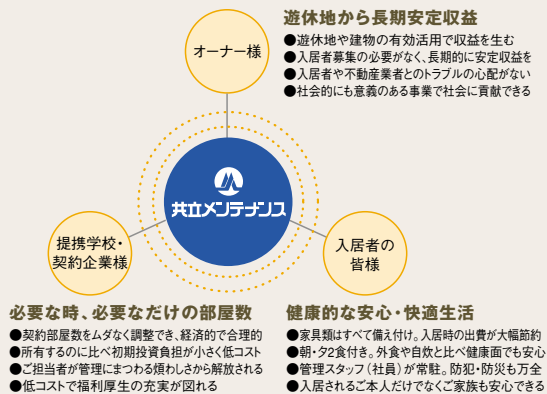 遊休地から長期安定収益
●遊休地や建物の有効活用で収益を生む
●入居者募集の必要がなく、長期的に安定収益を
●入居者や不動産業者とのトラブルの心配がない
●社会的にも意義のある事業で社会に貢献できる
オーナー様
共立メンテナンス
提携学校・
契約企業様
入居者の
皆様
必要な時、必要なだけの部屋数
●契約部屋数をムダなく調整でき、経済的で合理的
●所有するのに比べ初期投資負担が小さく低コスト
●ご担当者が管理にまつわる煩わしさから解放される
●低コストで福利厚生の充実が図れる
健康的な安心・快適生活
●家具類はすべて備え付け。入居時の出費が大幅節約
●朝・夕2食付き。外食や自炊と比べ健康面でも安心
●管理スタッフ（社員）が常駐。防犯・防災も万全
●入居されるご本人だけでなくご家族も安心できる